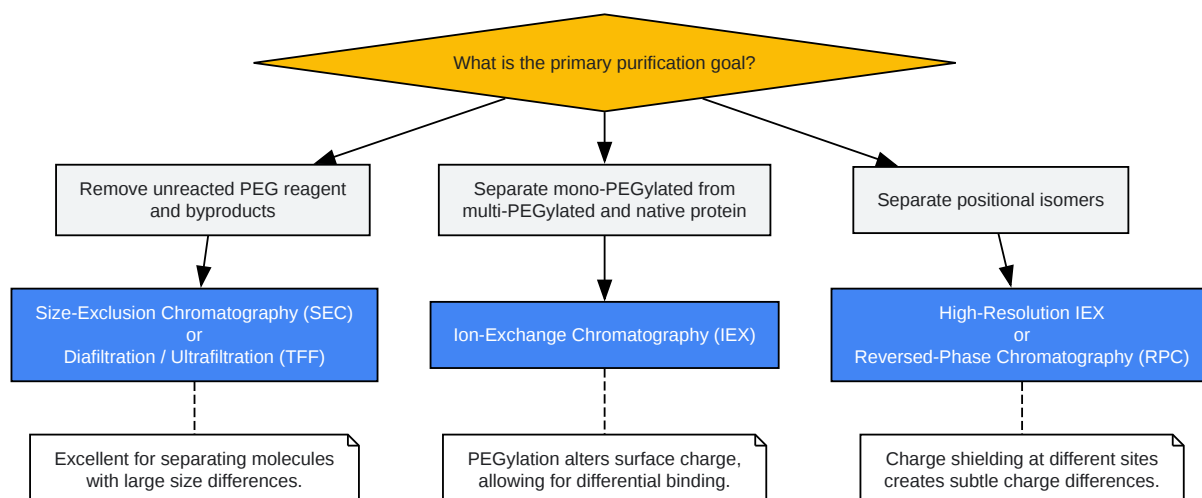 What is the primary purification goal?
Remove unreacted PEG reagent
and byproducts
Separate mono-PEGylated from
multi-PEGylated and native protein
Separate positional isomers
Size-Exclusion Chromatography (SEC)
or
Diafiltration / Ultrafiltration (TFF)
Ion-Exchange Chromatography (IEX)
High-Resolution IEX
or
Reversed-Phase Chromatography (RPC)
Excellent for separating molecules
with large size differences.
PEGylation alters surface charge,
allowing for differential binding.
Charge shielding at different sites
creates subtle charge differences.